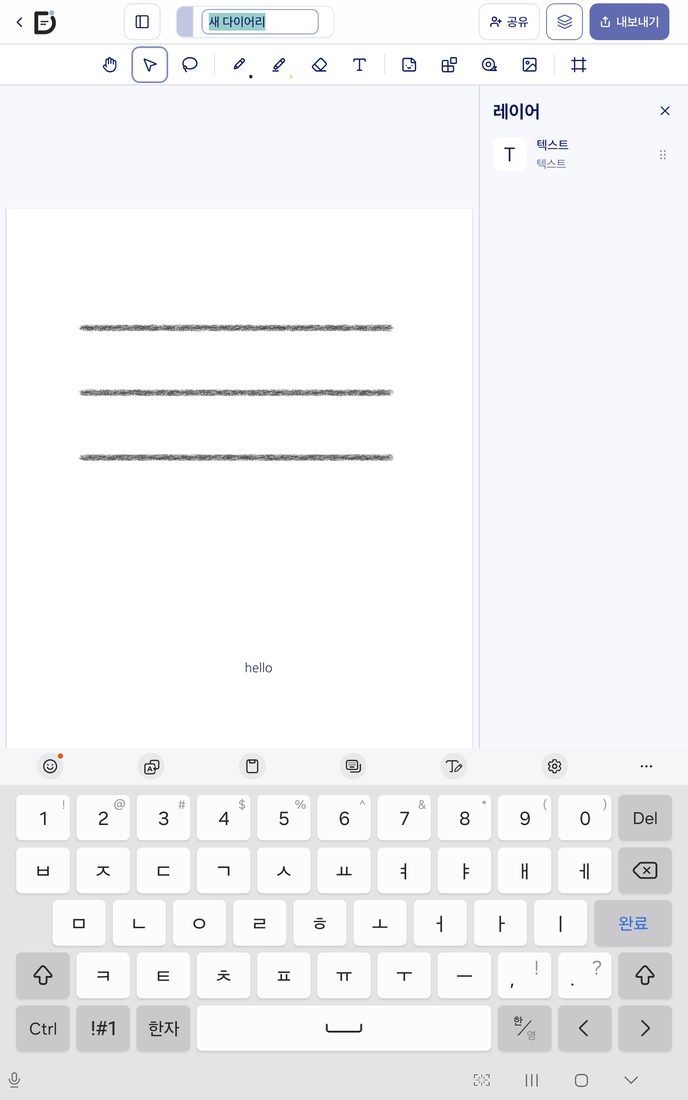 새 다이어리
공유
내보내기
T
레이어
T
텍스트
텍스트
hello
1 ! 2 @ 3 # 4 $ 5 % 6 ^ 7 & 8 * 9 ( 0 ) Del
ㅂ ㅈ ㄷ ㄱ ㅅ ㅛ ㅕ ㅑ ㅐ ㅔ
ㅁ ㄴ ㅇ ㄹ ㅎ ㅗ ㅓ ㅏ ㅣ 완료
ㅋ ㅌ ㅊ ㅍ ㅠ ㅜ ㅡ , ! . ?
Ctrl !#1 한자 한/영